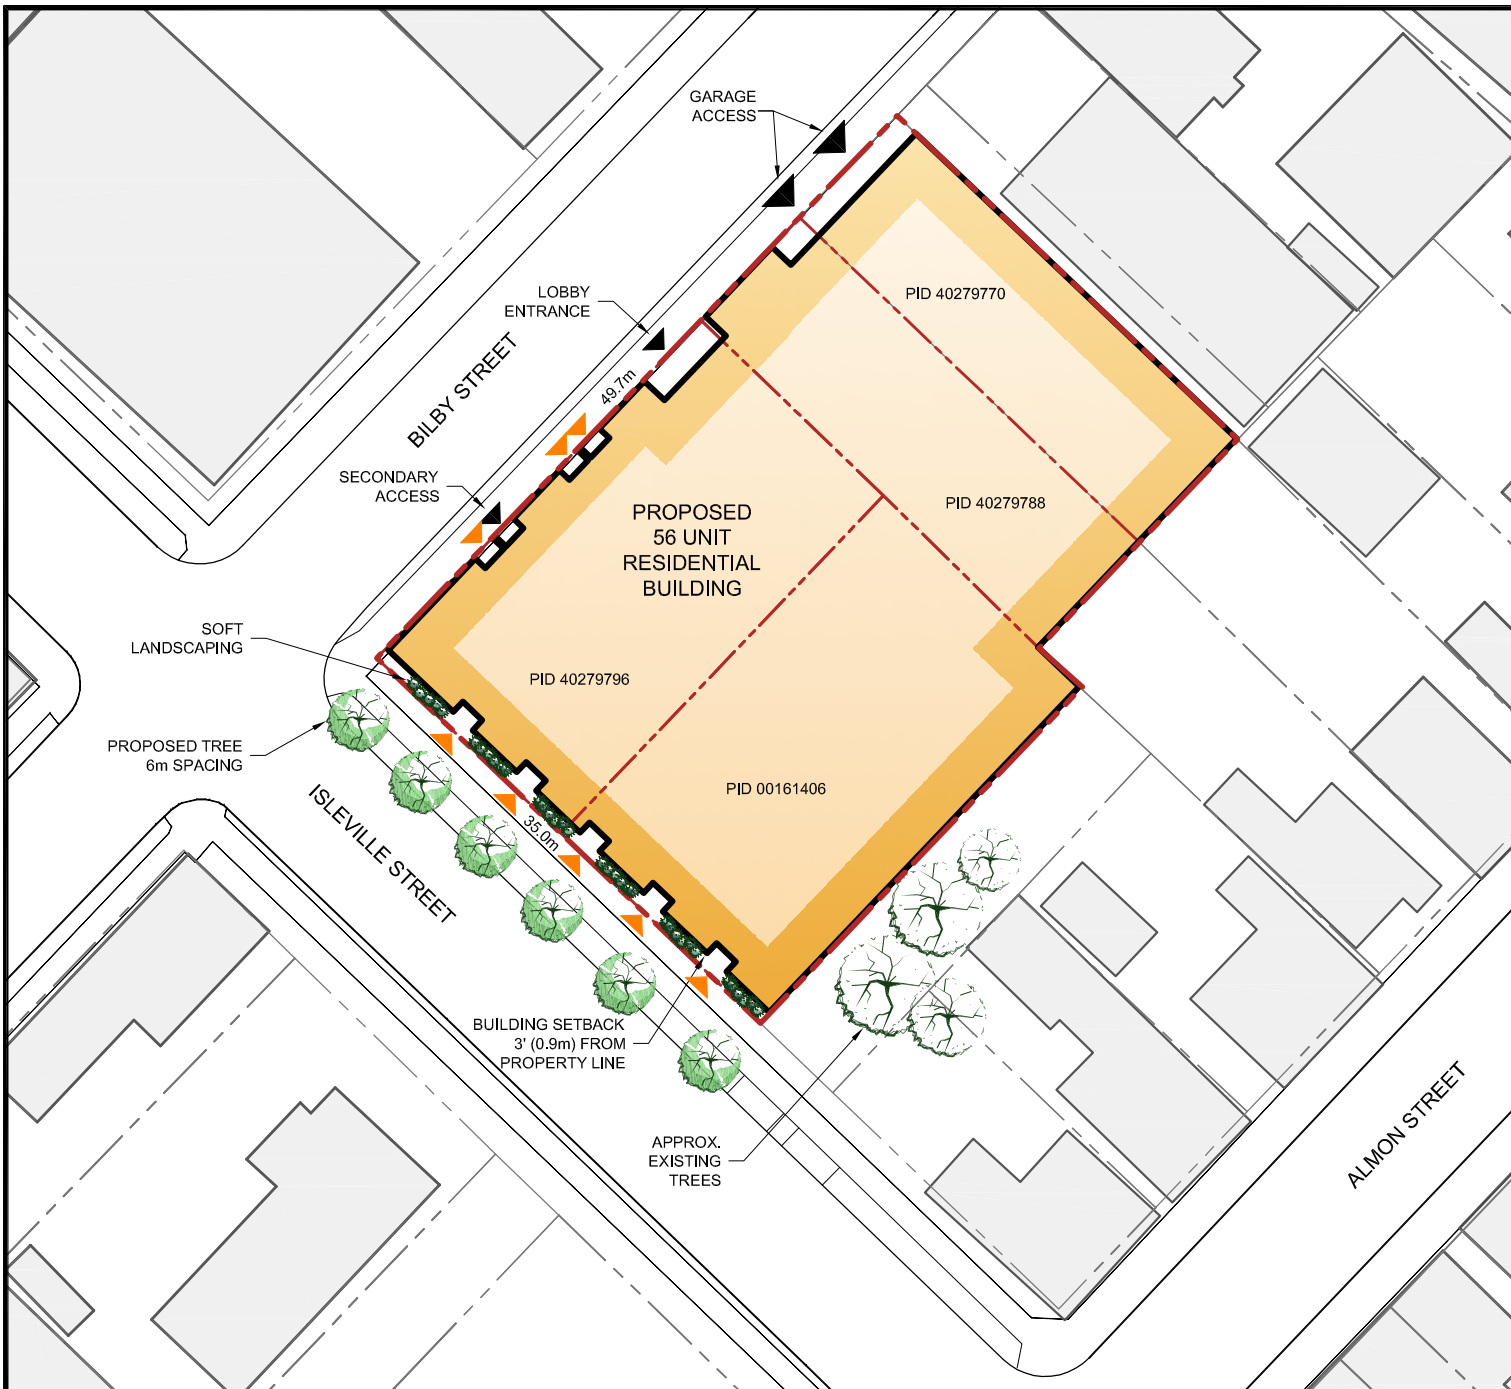 GARAGE
ACCESS
LOBBY
ENTRANCE
BILBY STREET
49.7m
SECONDARY
ACCESS
PID 40279770
PID 40279788
PROPOSED
56 UNIT
RESIDENTIAL
BUILDING
SOFT
LANDSCAPING
PID 40279796
PROPOSED TREE
6m SPACING
ISLEVILLE STREET
35.0m
PID 00161406
BUILDING SETBACK
3' (0.9m) FROM
PROPERTY LINE
APPROX.
EXISTING
TREES
ALMON STREET